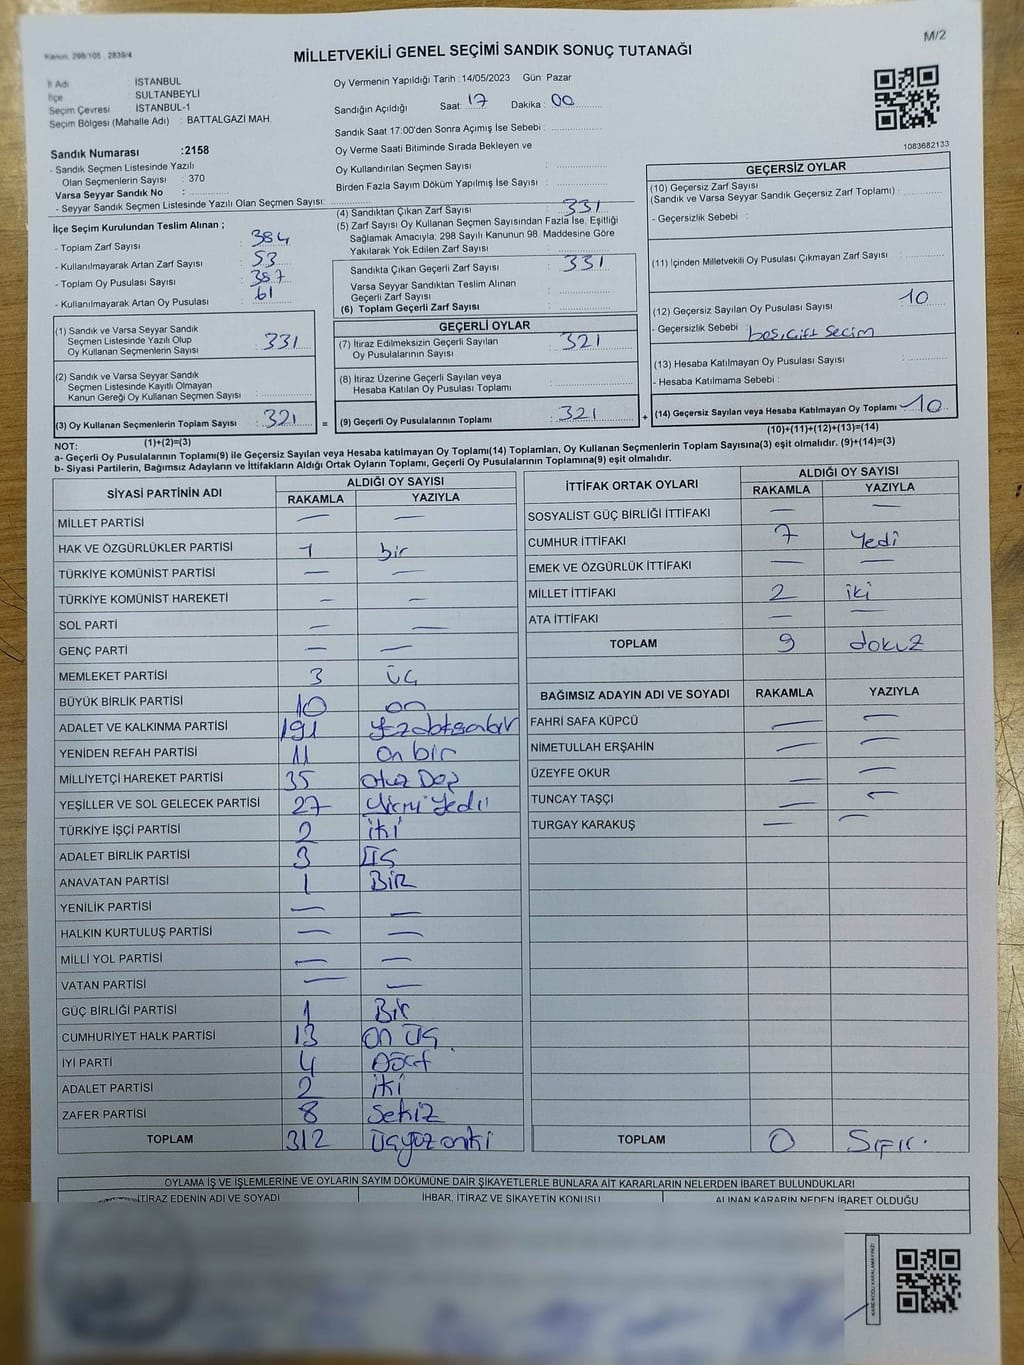 Kanun: 298/105 2839/4
M/2
MİLLETVEKİLİ GENEL SEÇİMİ SANDIK SONUÇ TUTANAĞI
İl Adı İSTANBUL
İlçe SULTANBEYLİ
Seçim Çevresi İSTANBUL-1
Seçim Bölgesi (Mahalle Adı) : BATTALGAZİ MAH.
Oy Vermenin Yapıldığı Tarih : 14/05/2023 Gün: Pazar
Sandığın Açıldığı Saat: 17 Dakika : 00
Sandık Saat 17:00'den Sonra Açımış İse Sebebi :
Oy Verme Saati Bitiminde Sırada Bekleyen ve
Oy Kullandırılan Seçmen Sayısı :
Birden Fazla Sayım Döküm Yapılmış İse Sayısı :
1083682133
Sandık Numarası :2158
- Sandık Seçmen Listesinde Yazılı
Olan Seçmenlerin Sayısı : 370
Varsa Seyyar Sandık No :
- Seyyar Sandık Seçmen Listesinde Yazılı Olan Seçmen Sayısı:
İlçe Seçim Kurulundan Teslim Alınan ;
- Toplam Zarf Sayısı : 384
- Kullanılmayarak Artan Zarf Sayısı : 53
- Toplam Oy Pusulası Sayısı : 387
- Kullanılmayarak Artan Oy Pusulası : 61
(1) Sandık ve Varsa Seyyar Sandık
Seçmen Listesinde Yazılı Olup
Oy Kullanan Seçmenlerin Sayısı : 331
(2) Sandık ve Varsa Seyyar Sandık
Seçmen Listesinde Kayıtlı Olmayan
Kanun Gereği Oy Kullanan Seçmen Sayısı :
(3) Oy Kullanan Seçmenlerin Toplam Sayısı : 321
(1)+(2)=(3)
(4) Sandıktan Çıkan Zarf Sayısı : 331
(5) Zarf Sayısı Oy Kullanan Seçmen Sayısından Fazla İse, Eşitliği
Sağlamak Amacıyla; 298 Sayılı Kanunun 98. Maddesine Göre
Yakılarak Yok Edilen Zarf Sayısı :
Sandıkta Çıkan Geçerli Zarf Sayısı : 331
Varsa Seyyar Sandıktan Teslim Alınan
Geçerli Zarf Sayısı :
(6) Toplam Geçerli Zarf Sayısı :
GEÇERLİ OYLAR
(7) İtiraz Edilmeksizin Geçerli Sayılan
Oy Pusulalarının Sayısı : 321
(8) İtiraz Üzerine Geçerli Sayılan veya
Hesaba Katılan Oy Pusulası Toplamı :
= (9) Geçerli Oy Pusulalarının Toplamı : 321 +
GEÇERSİZ OYLAR
(10) Geçersiz Zarf Sayısı
(Sandık ve Varsa Seyyar Sandık Geçersiz Zarf Toplamı) :
- Geçersizlik Sebebi :
(11) İçinden Milletvekili Oy Pusulası Çıkmayan Zarf Sayısı :
(12) Geçersiz Sayılan Oy Pusulası Sayısı : 10
- Geçersizlik Sebebi : boş, çift seçim
(13) Hesaba Katılmayan Oy Pusulası Sayısı :
- Hesaba Katılmama Sebebi :
(14) Geçersiz Sayılan veya Hesaba Katılmayan Oy Toplamı : 10
(10)+(11)+(12)+(13)=(14)
NOT:
a- Geçerli Oy Pusulalarının Toplamı(9) ile Geçersiz Sayılan veya Hesaba katılmayan Oy Toplamı(14) Toplamları, Oy Kullanan Seçmenlerin Toplam Sayısına(3) eşit olmalıdır. (9)+(14)=(3)
b- Siyasi Partilerin, Bağımsız Adayların ve İttifakların Aldığı Ortak Oyların Toplamı, Geçerli Oy Pusulalarının Toplamına(9) eşit olmalıdır.
SİYASİ PARTİNİN ADI ALDIĞI OY SAYISI
RAKAMLA YAZIYLA
MİLLET PARTİSİ — —
HAK VE ÖZGÜRLÜKLER PARTİSİ 1 bir
TÜRKİYE KOMÜNİST PARTİSİ — —
TÜRKİYE KOMÜNİST HAREKETİ — —
SOL PARTİ — —
GENÇ PARTİ — —
MEMLEKET PARTİSİ 3 üç
BÜYÜK BİRLİK PARTİSİ 10 on
ADALET VE KALKINMA PARTİSİ 191
YENİDEN REFAH PARTİSİ 11 on bir
MİLLİYETÇİ HAREKET PARTİSİ 35 otuz Beş
YEŞİLLER VE SOL GELECEK PARTİSİ 27 Yirmi Yedi
TÜRKİYE İŞÇİ PARTİSİ 2 iki
ADALET BİRLİK PARTİSİ 3 üç
ANAVATAN PARTİSİ 1 BİR
YENİLİK PARTİSİ — —
HALKIN KURTULUŞ PARTİSİ — —
MİLLİ YOL PARTİSİ — —
VATAN PARTİSİ — —
GÜÇ BİRLİĞİ PARTİSİ 1 Bir
CUMHURİYET HALK PARTİSİ 13 on üç
İYİ PARTİ 4 Dört
ADALET PARTİSİ 2 iki
ZAFER PARTİSİ 8 Sekiz
TOPLAM 312 üçyüz oniki
İTTİFAK ORTAK OYLARI ALDIĞI OY SAYISI
RAKAMLA YAZIYLA
SOSYALİST GÜÇ BİRLİĞİ İTTİFAKI — —
CUMHUR İTTİFAKI 7 Yedi
EMEK VE ÖZGÜRLÜK İTTİFAKI — —
MİLLET İTTİFAKI 2 iki
ATA İTTİFAKI — —
TOPLAM 9 dokuz
BAĞIMSIZ ADAYIN ADI VE SOYADI RAKAMLA YAZIYLA
FAHRİ SAFA KÜPCÜ — —
NİMETULLAH ERŞAHİN — —
ÜZEYFE OKUR — —
TUNCAY TAŞÇI — —
TURGAY KARAKUŞ — —
TOPLAM 0 Sıfır.
OYLAMA İŞ VE İŞLEMLERİNE VE OYLARIN SAYIM DÖKÜMÜNE DAİR ŞİKAYETLERLE BUNLARA AİT KARARLARIN NELERDEN İBARET BULUNDUKLARI
İTİRAZ EDENİN ADI VE SOYADI İHBAR, İTİRAZ VE ŞİKAYETİN KONUSU ALINAN KARARIN NEDEN İBARET OLDUĞU
KARE KODU KARALAMAYINIZ!